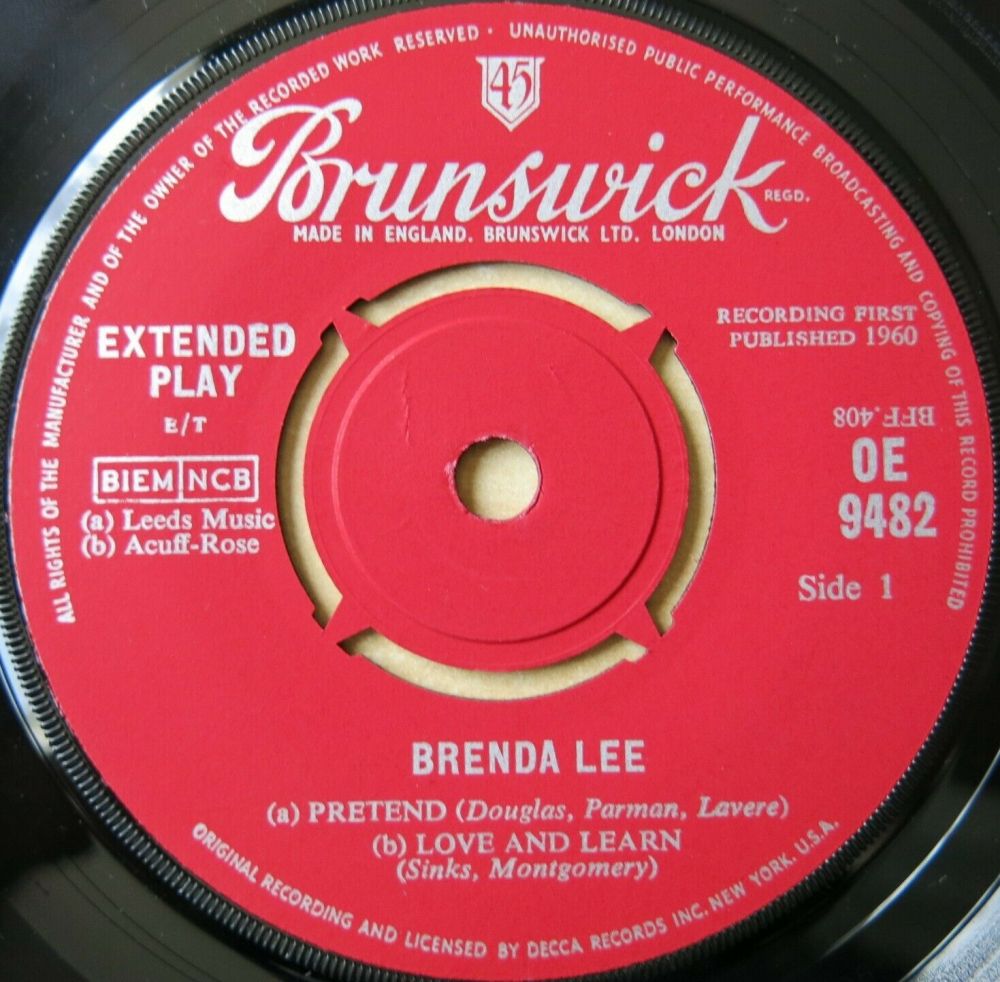 ALL RIGHTS OF THE MANUFACTURER AND OF THE OWNER OF THE RECORDED WORK RESERVED · UNAUTHORISED PUBLIC PERFORMANCE BROADCASTING AND COPYING OF THIS RECORD PROHIBITED
45
Brunswick REGD.
MADE IN ENGLAND. BRUNSWICK LTD. LONDON
EXTENDED
PLAY
E/T
BIEM NCB
(a) Leeds Music
(b) Acuff-Rose
RECORDING FIRST
PUBLISHED 1960
BFF.408
OE
9482
Side 1
BRENDA LEE
(a) PRETEND (Douglas, Parman, Lavere)
(b) LOVE AND LEARN
(Sinks, Montgomery)
ORIGINAL RECORDING AND LICENSED BY DECCA RECORDS INC. NEW YORK. U.S.A.